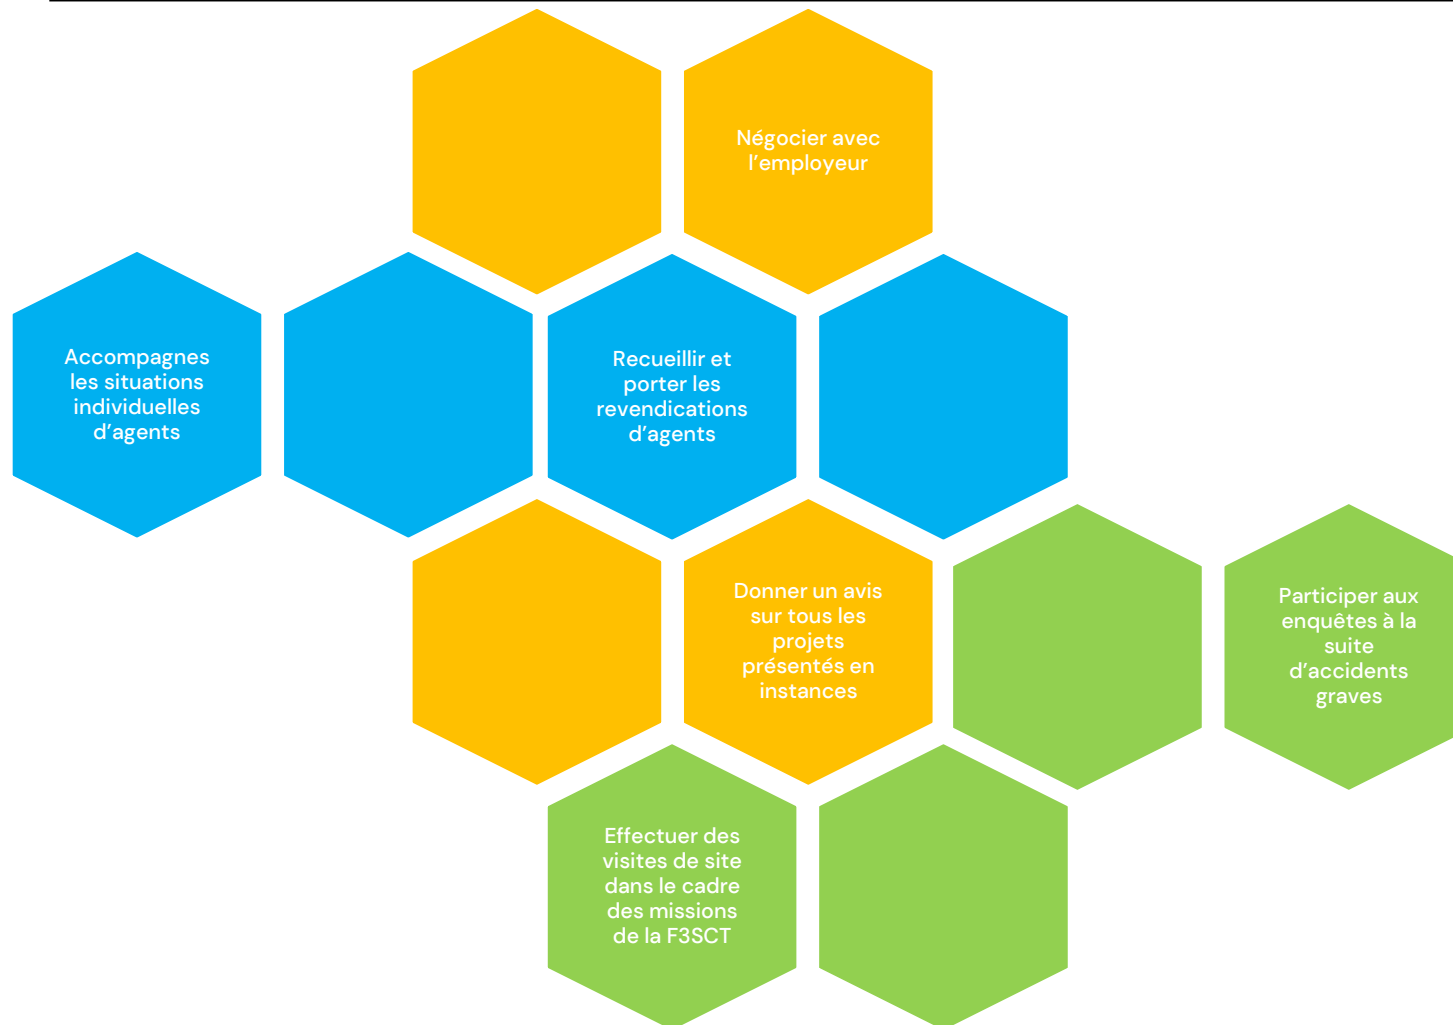 Négocier avec
l’employeur
Accompagnes
les situations
individuelles
d’agents
Recueillir et
porter les
revendications
d’agents
Donner un avis
sur tous les
projets
présentés en
instances
Participer aux
enquêtes à la
suite
d’accidents
graves
Effectuer des
visites de site
dans le cadre
des missions
de la F3SCT